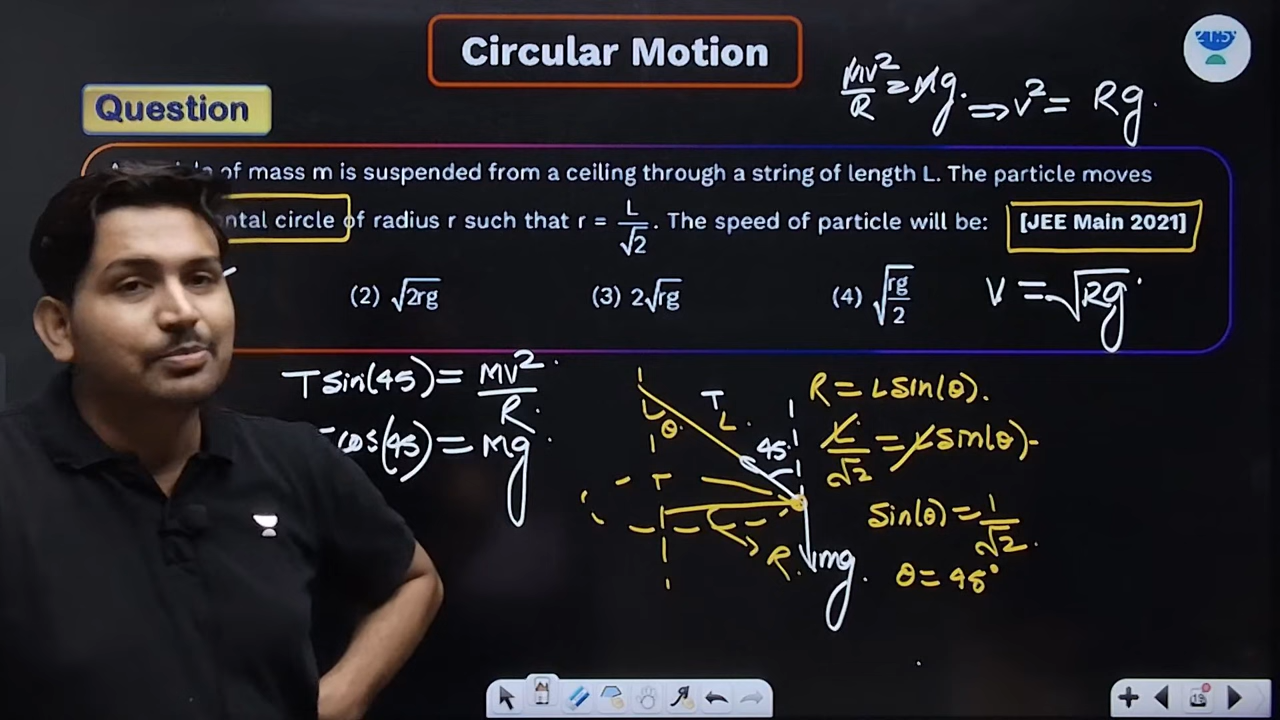 Circular Motion
Mv²/R = Mg. ⇒ v² = Rg.
Question
of mass m is suspended from a ceiling through a string of length L. The particle moves
circle of radius r such that r = L/√2. The speed of particle will be: [JEE Main 2021]
(2) √2rg (3) 2√rg (4) √rg/2
V = √Rg.
T sin(45) = Mv²/R.
cos(45) = Mg.
T
L.
θ
45
R
mg.
R = L sin(θ).
L/√2 = L sin(θ)
sin(θ) = 1/√2.
θ = 45°
19